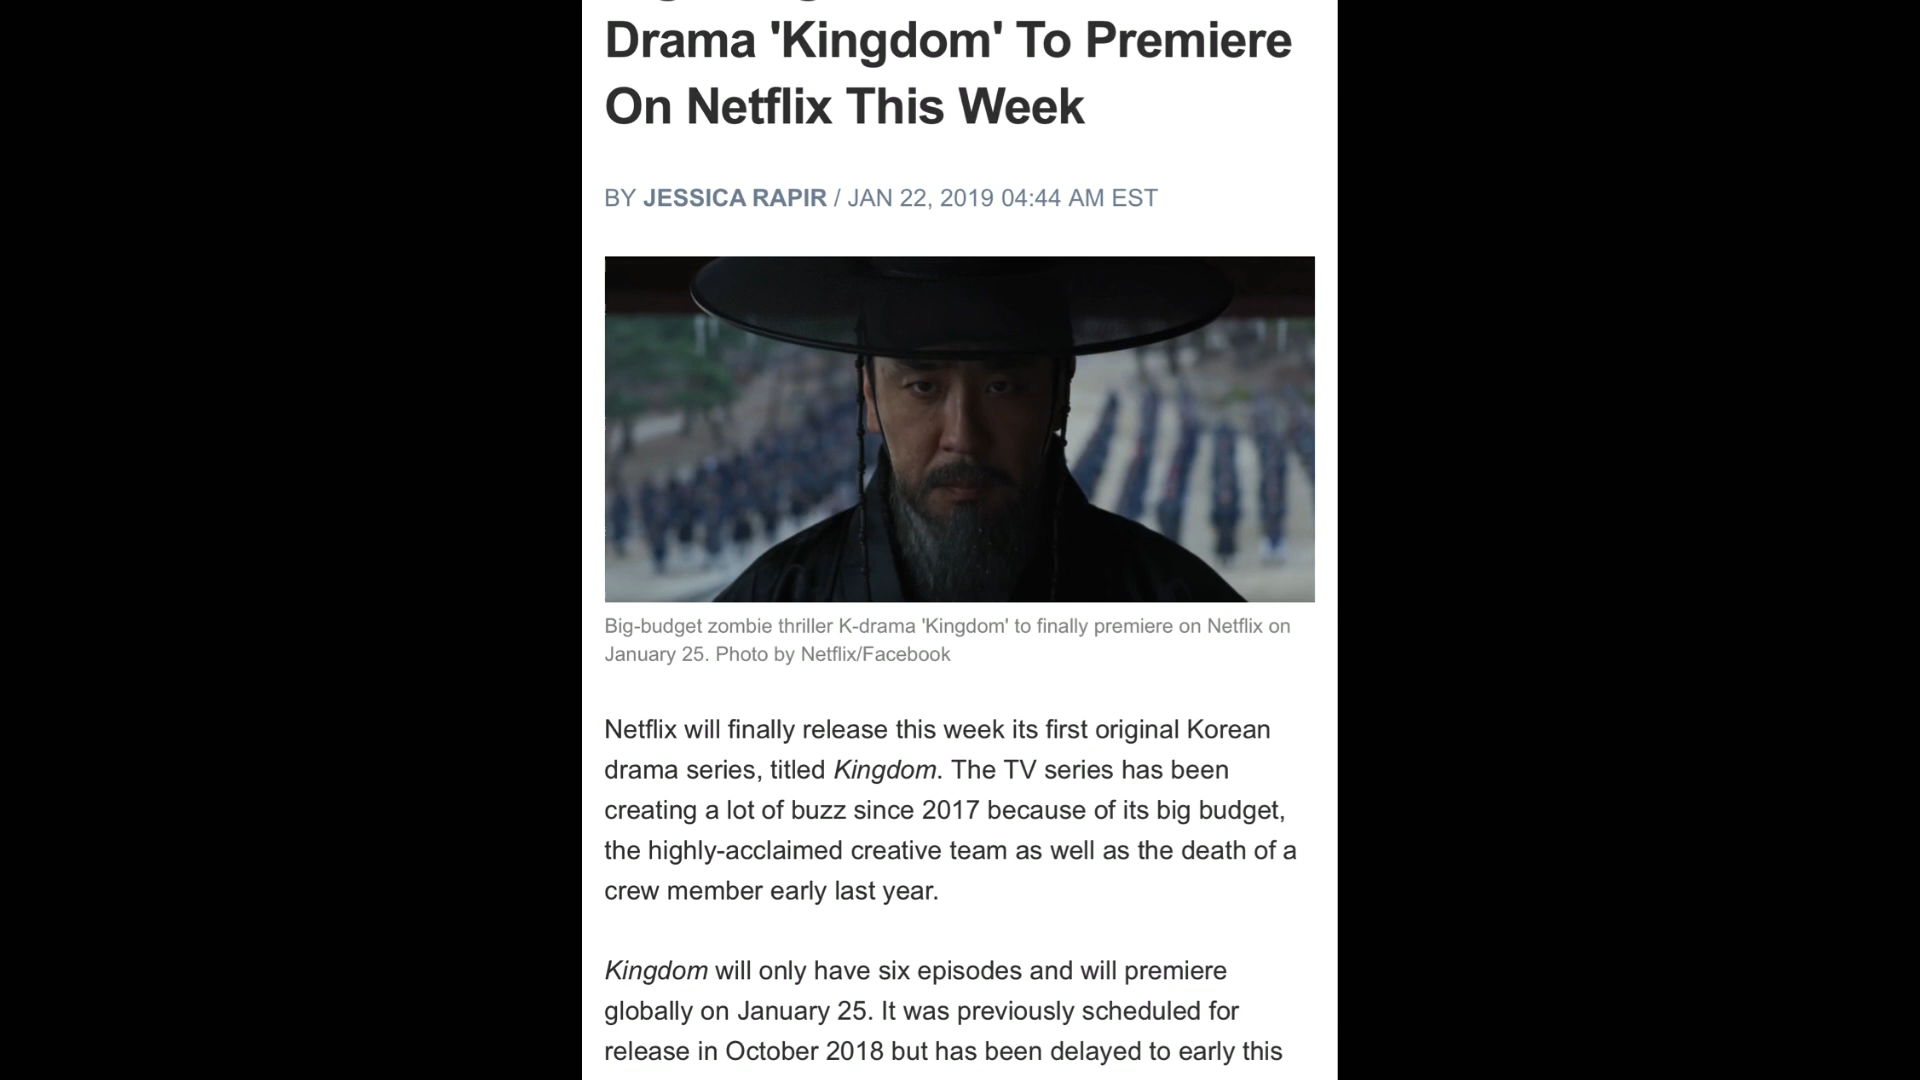 Drama 'Kingdom' To Premiere
On Netflix This Week
BY JESSICA RAPIR / JAN 22, 2019 04:44 AM EST
Big-budget zombie thriller K-drama 'Kingdom' to finally premiere on Netflix on
January 25. Photo by Netflix/Facebook
Netflix will finally release this week its first original Korean
drama series, titled Kingdom. The TV series has been
creating a lot of buzz since 2017 because of its big budget,
the highly-acclaimed creative team as well as the death of a
crew member early last year.
Kingdom will only have six episodes and will premiere
globally on January 25. It was previously scheduled for
release in October 2018 but has been delayed to early this